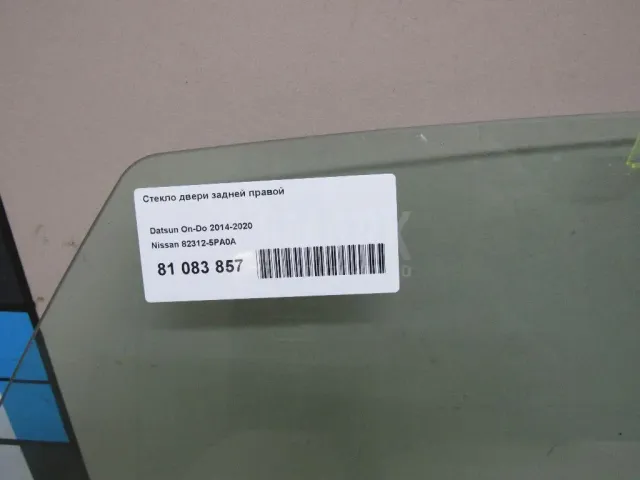 Стекло двери задней правой
Datsun On-Do 2014-2020
Nissan 82312-5PA0A
81 083 857